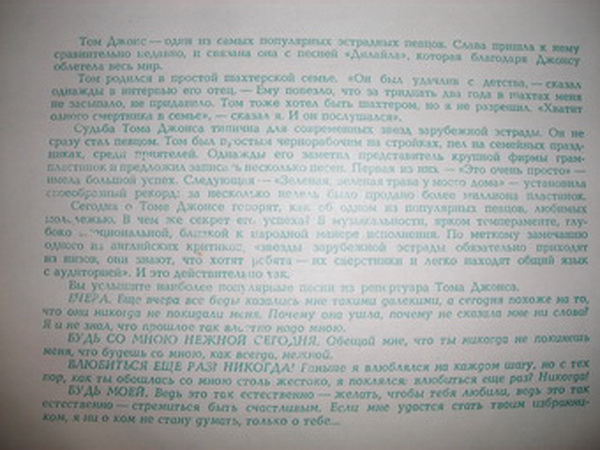 Том Джонс — один из самых популярных эстрадных певцов. Слава пришла к нему
сравнительно недавно, и связана она с песней «Дилайла», которая благодаря Джонсу
облетела весь мир.
Том родился в простой шахтерской семье. «Он был удачлив с детства, — сказал
однажды в интервью его отец. — Ему повезло, что за тридцать два года в шахтах меня
не засыпало, не придавило. Том тоже хотел быть шахтером, но я не разрешил. «Хватит
одного смертника в семье», — сказал я. И он послушался».
Судьба Тома Джонса типична для современных звезд зарубежной эстрады. Он не
сразу стал певцом. Том был простым чернорабочим на стройках, пел на семейных празд-
никах, среди приятелей. Однажды его заметил представитель крупной фирмы грам-
пластинок и предложил записать несколько песен. Первая из них — «Это очень просто» —
имела большой успех. Следующая — «Зеленая, зеленая трава у моего дома» — установила
своеобразный рекорд: за несколько недель было продано более миллиона пластинок.
Сегодня о Томе Джонсе говорят, как об одном из популярных певцов, любимых
молодежью. В чем же секрет его успеха? В музыкальности, ярком темпераменте, глу-
боко эмоциональной, близкой к народной манере исполнения. По меткому замечанию
одного из английских критиков, «звезды зарубежной эстрады обязательно приходят
из низов, они знают, что хотят ребята — их сверстники и легко находят общий язык
с аудиторией». И это действительно так.
Вы услышите наиболее популярные песни из репертуара Тома Джонса.
ВЧЕРА. Еще вчера все беды казались мне такими далекими, а сегодня похоже на то,
что они никогда не покидали меня. Почему она ушла, почему не сказала мне ни слова?
Я и не знал, что прошлое так властно надо мною.
БУДЬ СО МНОЮ НЕЖНОЙ СЕГОДНЯ. Обещай мне, что ты никогда не покинешь
меня, что будешь со мною, как всегда, нежной.
ВЛЮБИТЬСЯ ЕЩЕ РАЗ? НИКОГДА! Раньше я влюблялся на каждом шагу, но с тех
пор, как ты обошлась со мною столь жестоко, я поклялся: влюбиться еще раз? Никогда!
БУДЬ МОЕЙ. Ведь это так естественно — желать, чтобы тебя любили, ведь это так
естественно — стремиться быть счастливым. Если мне удастся стать твоим избранни-
ком, я ни о ком не стану думать, только о тебе...